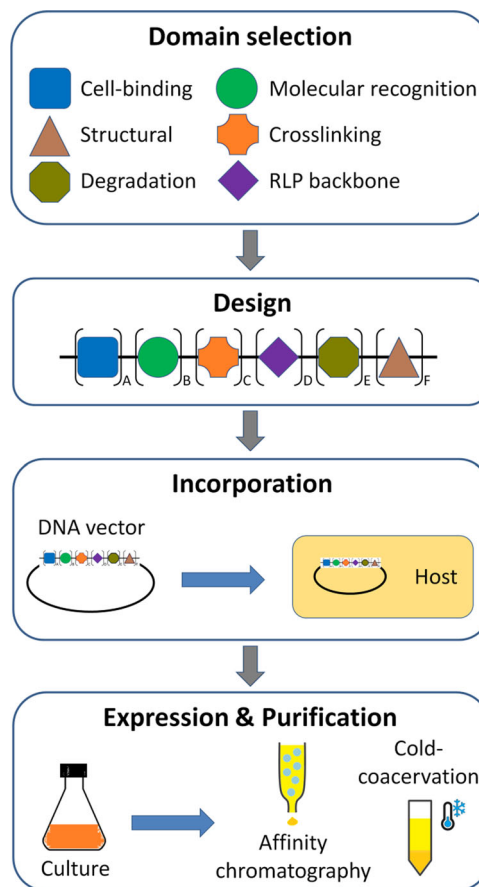 Domain selection
Cell-binding
Molecular recognition
Structural
Crosslinking
Degradation
RLP backbone
Design
A B C D E F
Incorporation
DNA vector
Host
Expression & Purification
Cold-
coacervation
Culture
Affinity
chromatography